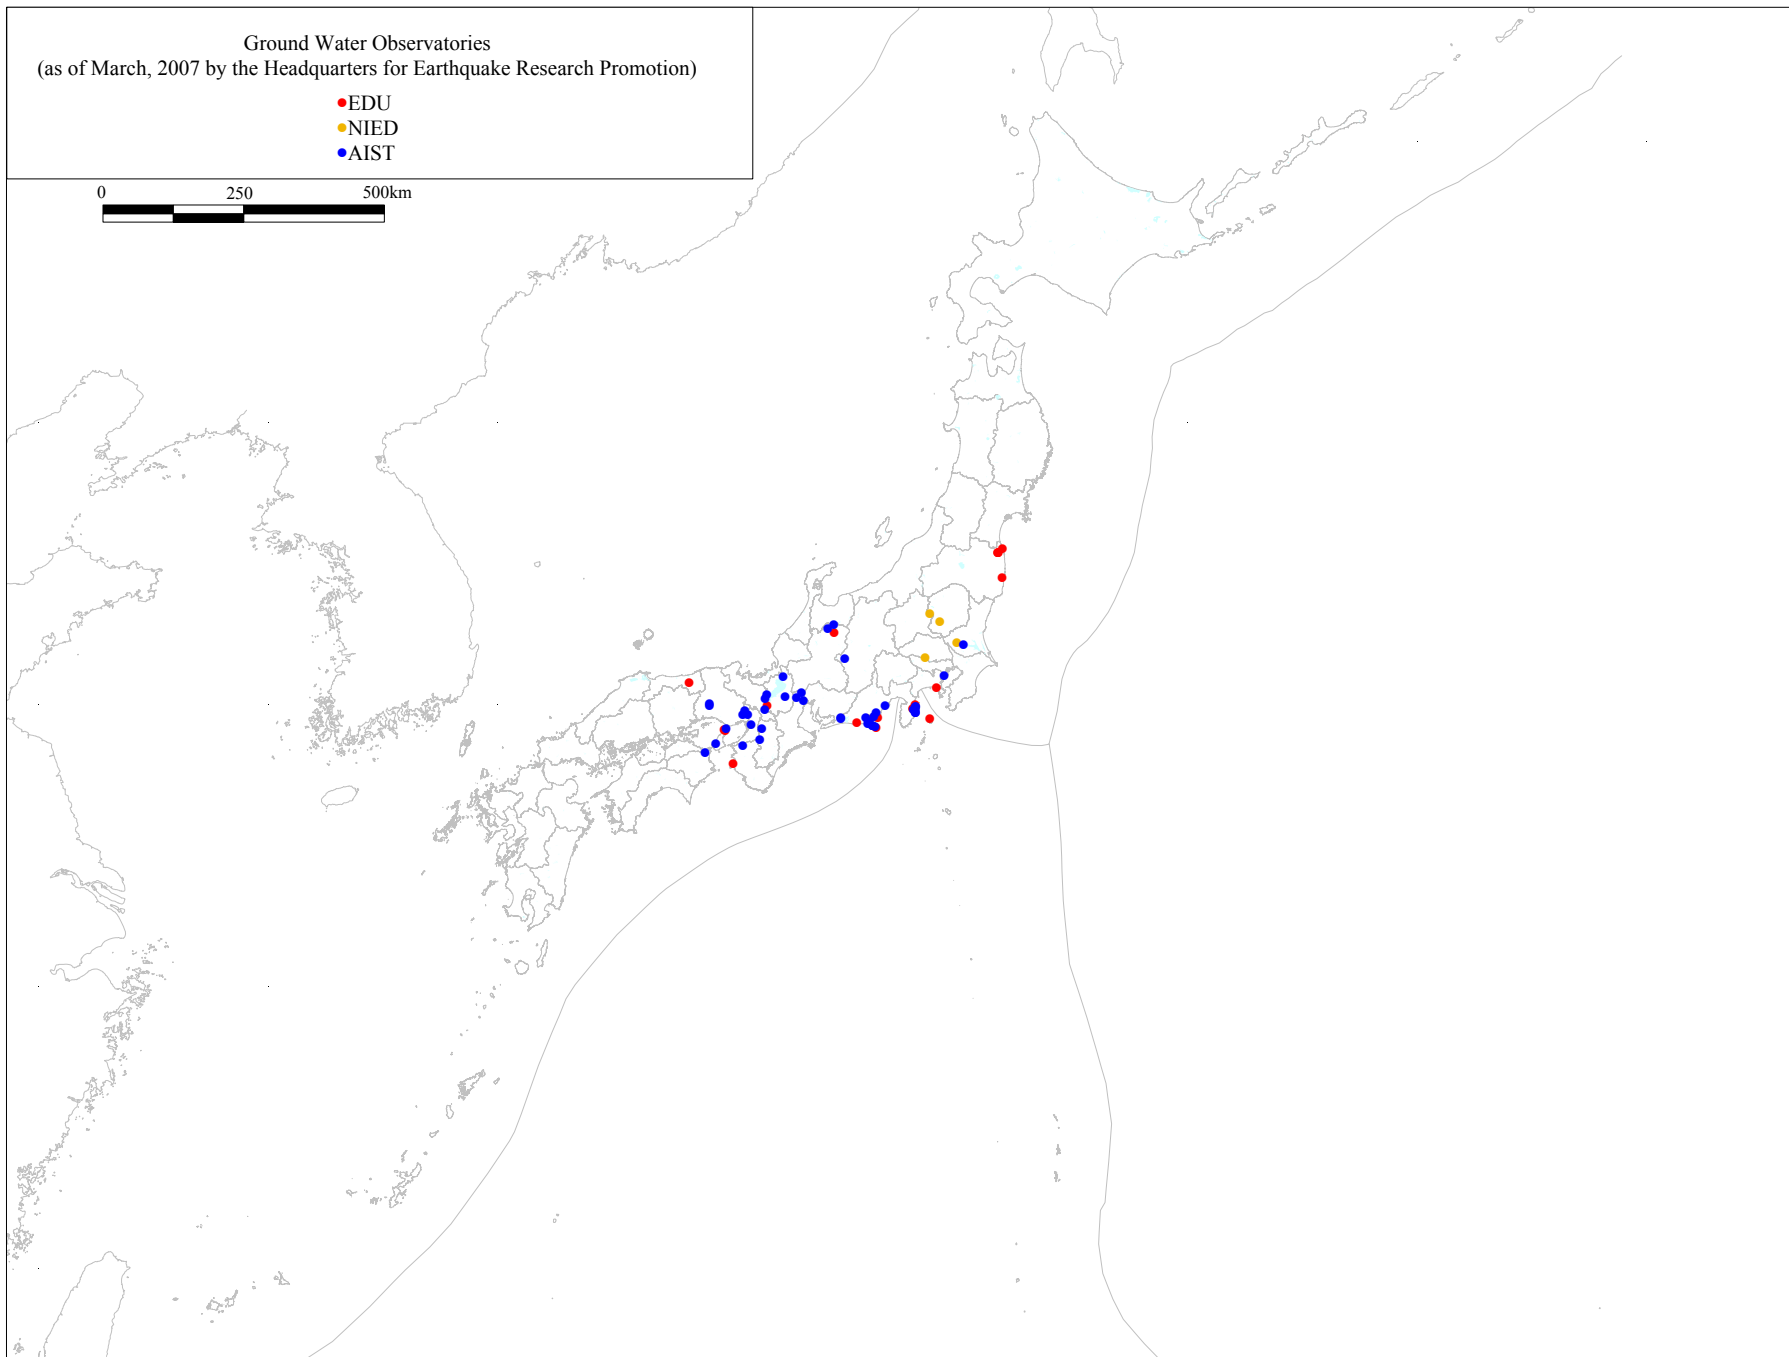 Ground Water Observatories
(as of March, 2007 by the Headquarters for Earthquake Research Promotion)
EDU
NIED
AIST
0 250 500km